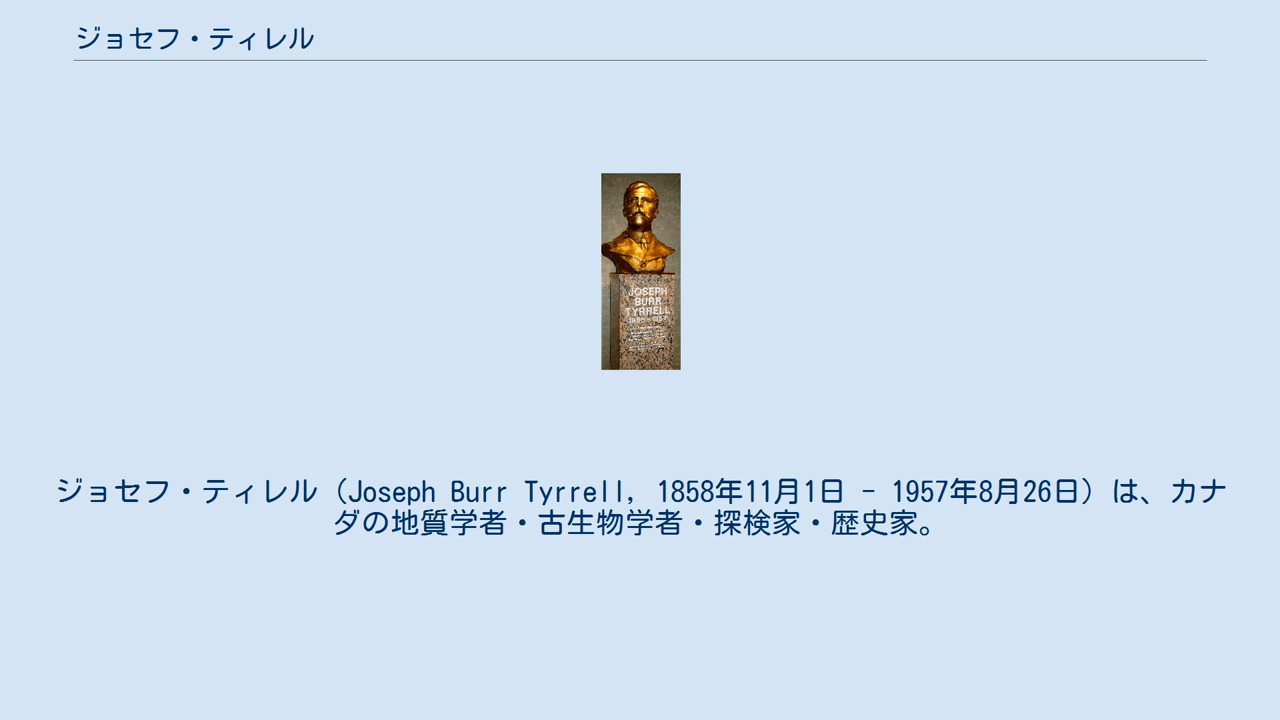 ジョセフ・ティレル
JOSEPH
BURR
TYRRELL
ジョセフ・ティレル（Joseph Burr Tyrrell, 1858年11月1日 - 1957年8月26日）は、カナ
ダの地質学者・古生物学者・探検家・歴史家。